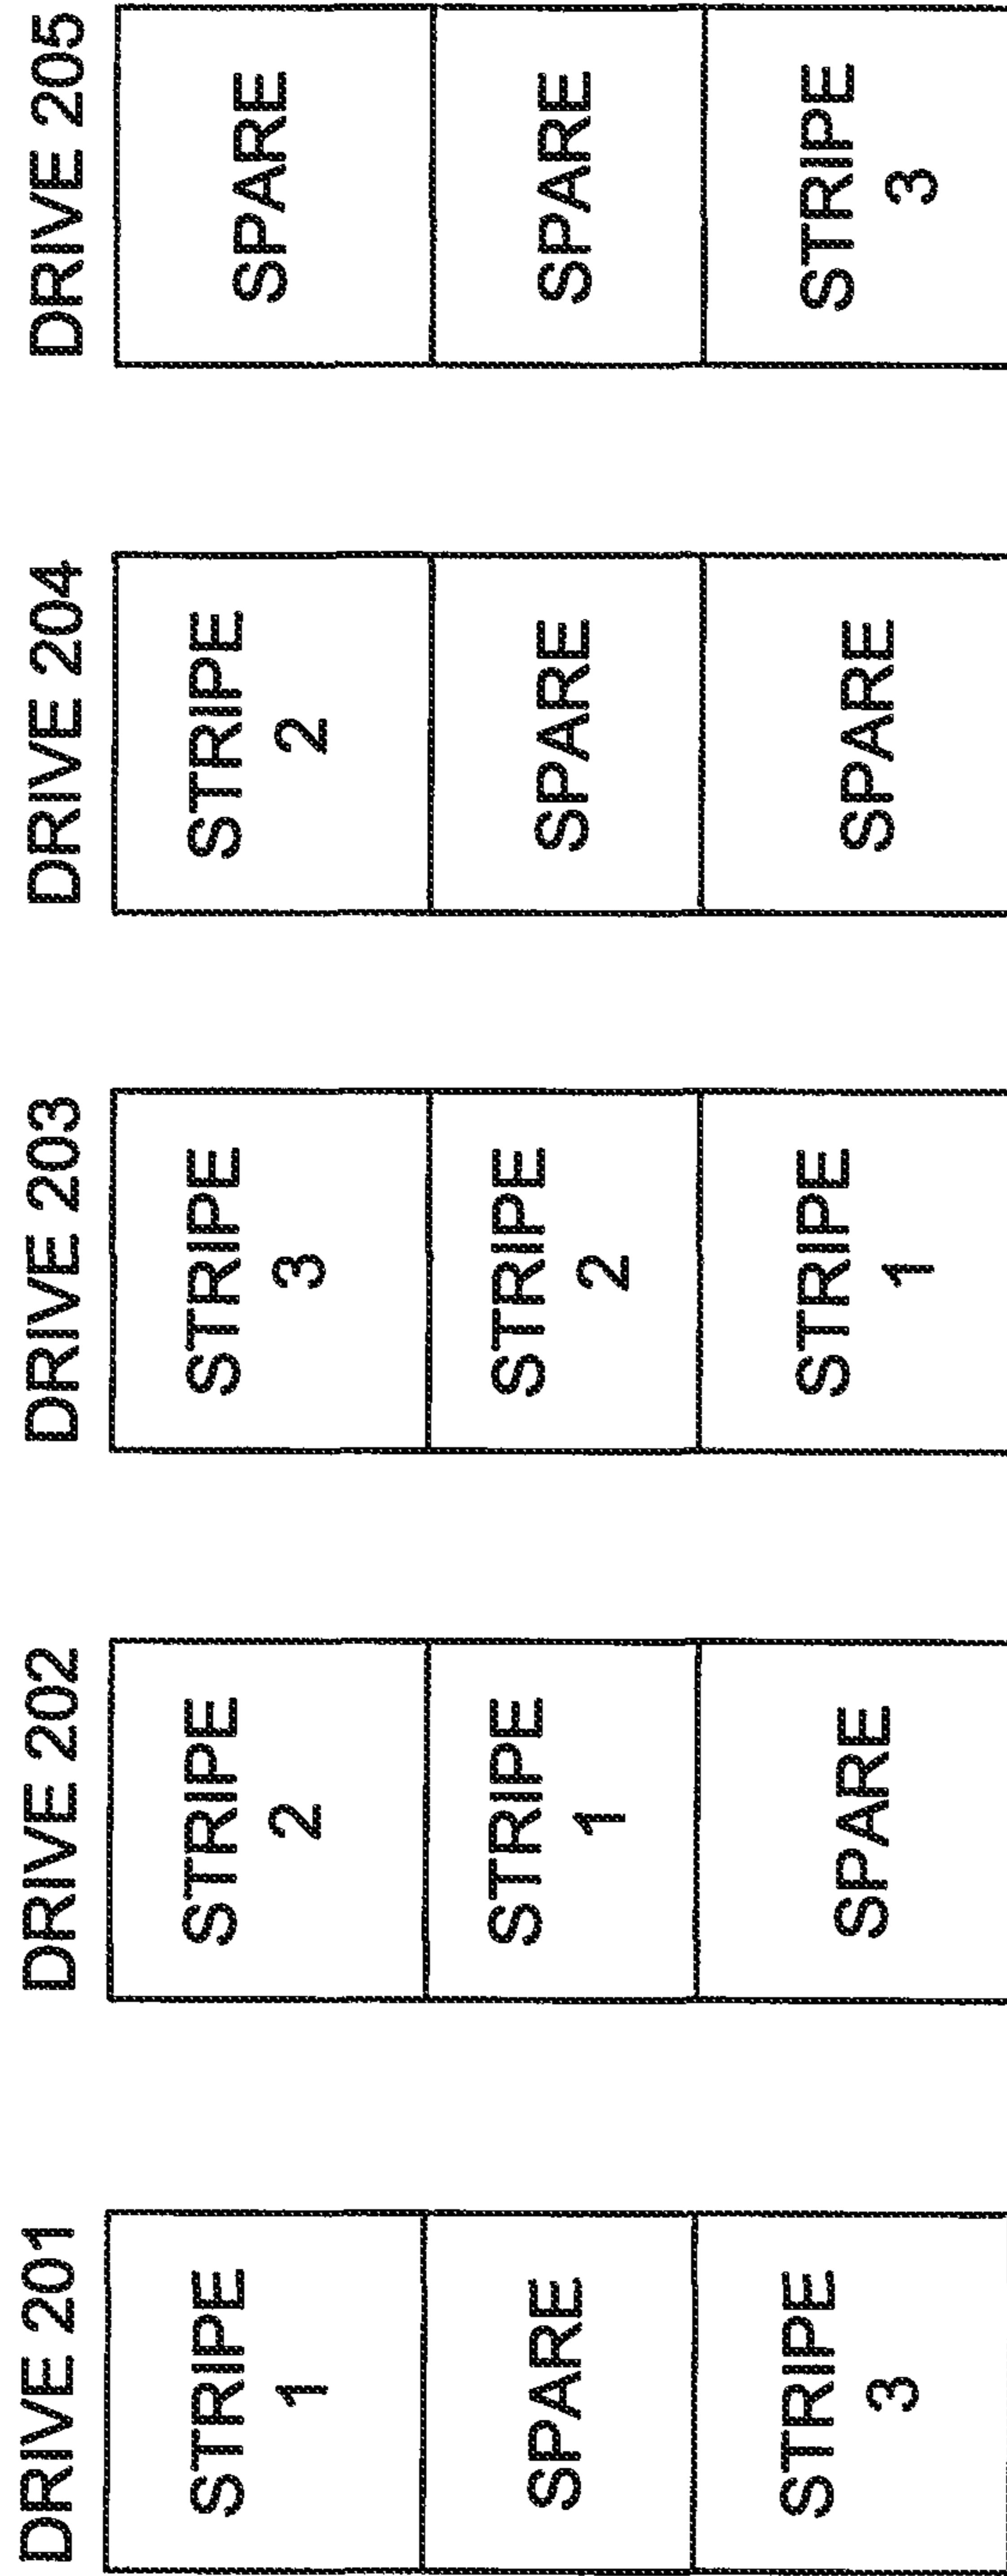 DRIVE 201
STRIPE
1
SPARE
STRIPE
3
DRIVE 202
STRIPE
2
STRIPE
1
SPARE
DRIVE 203
STRIPE
3
STRIPE
2
STRIPE
1
DRIVE 204
STRIPE
2
SPARE
SPARE
DRIVE 205
SPARE
SPARE
STRIPE
3